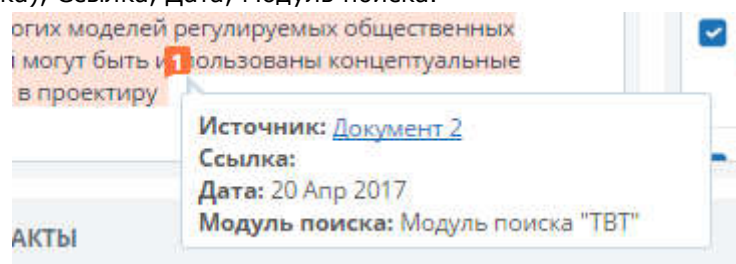 Ссылка, Дата, Модуль поиска.
огих моделей регулируемых общественных
могут быть и 1 пользованы концептуальные
в проектиру
Источник: Документ 2
Ссылка:
Дата: 20 Апр 2017
Модуль поиска: Модуль поиска "ТВТ"
АКТЫ